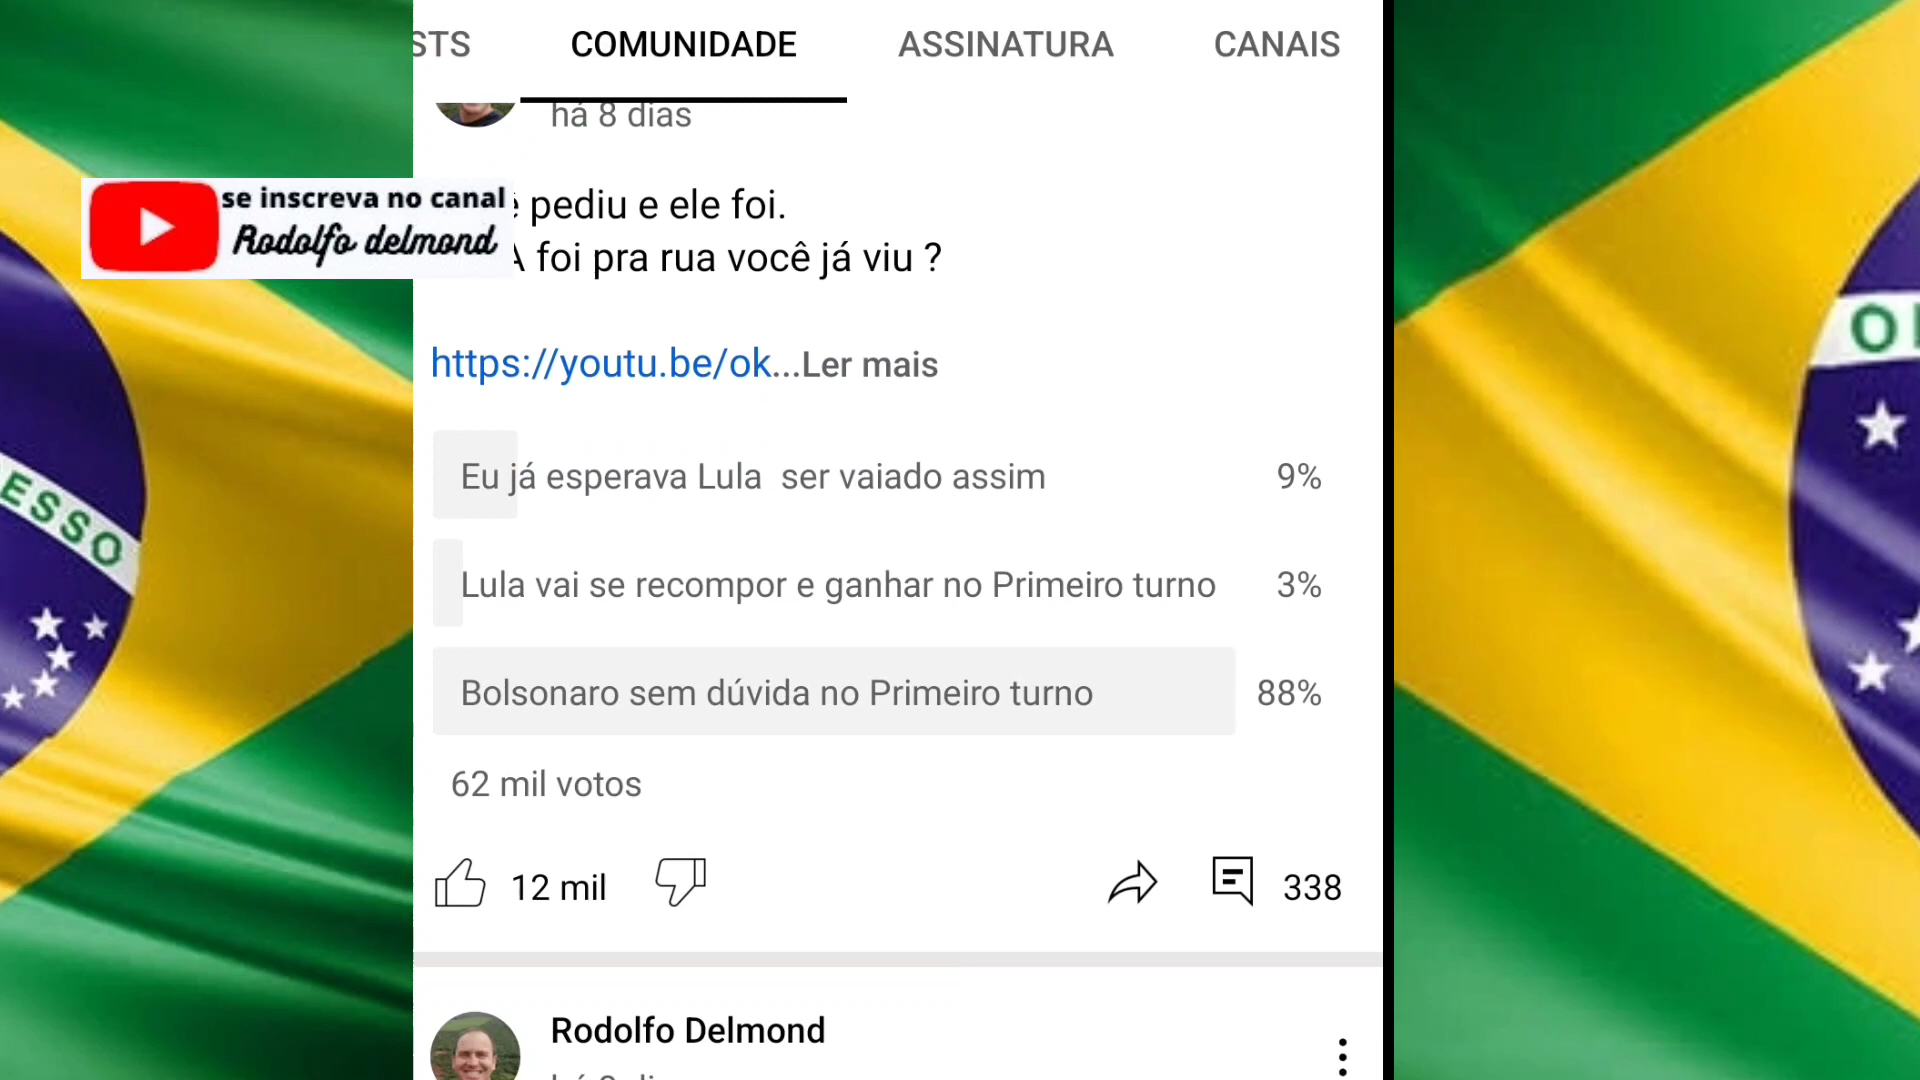 STS
COMUNIDADE
ASSINATURA
CANAIS
há 8 dias
se inscreva no canal
Rodolfo delmond
pediu e ele foi.
A foi pra rua você já viu ?
https://youtu.be/ok...Ler mais
Eu já esperava Lula ser vaiado assim 9%
Lula vai se recompor e ganhar no Primeiro turno 3%
Bolsonaro sem dúvida no Primeiro turno 88%
62 mil votos
12 mil
338
Rodolfo Delmond
ESSO
O